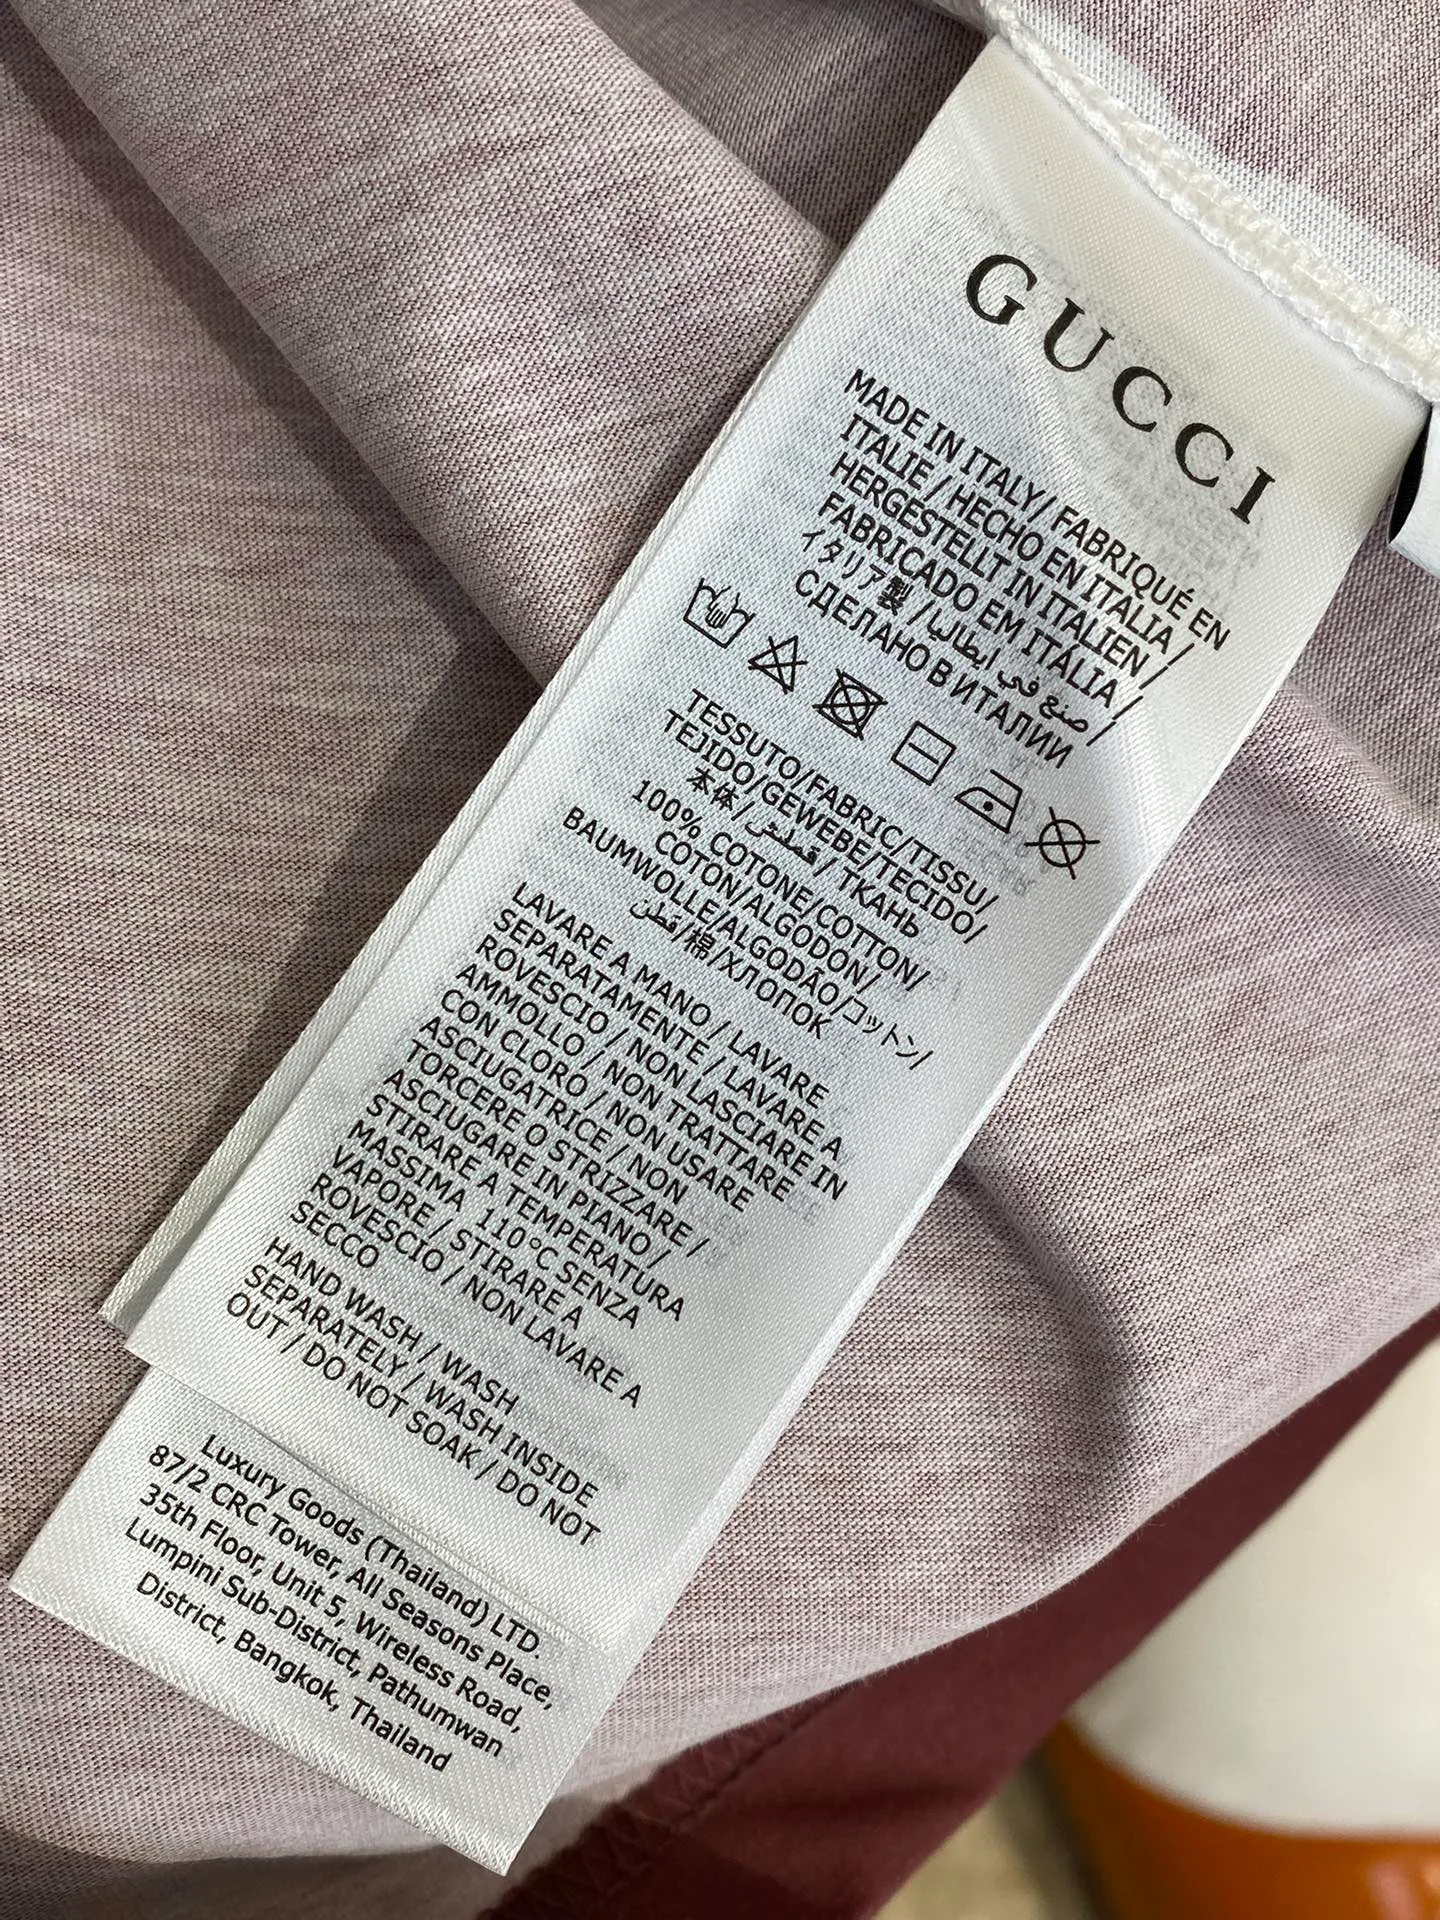 GUCCI
MADE IN ITALY/ FABRIQUÉ EN
ITALIE / HECHO EN ITALIA /
HERGESTELLT IN ITALIEN /
FABRICADO EM ITÁLIA /
イタリア製 / صنع في ايطاليا /
СДЕЛАНО В ИТАЛИИ
TESSUTO/FABRIC/TISSU/
TEJIDO/GEWEBE/TECIDO/
本体/قماش/ ТКАНЬ
100% COTONE/COTTON/
COTON/ALGODON/
BAUMWOLLE/ALGODÃO/コットン/
قطن/棉/ХЛОПОК
LAVARE A MANO / LAVARE
SEPARATAMENTE / LAVARE A
ROVESCIO / NON LASCIARE IN
AMMOLLO / NON TRATTARE
CON CLORO / NON USARE
ASCIUGATRICE / NON
TORCERE O STRIZZARE /
ASCIUGARE IN PIANO /
STIRARE A TEMPERATURA
MASSIMA 110°C SENZA
VAPORE / STIRARE A
ROVESCIO / NON LAVARE A
SECCO
HAND WASH / WASH
SEPARATELY / WASH INSIDE
OUT / DO NOT SOAK / DO NOT
Luxury Goods (Thailand) LTD.
87/2 CRC Tower, All Seasons Place,
35th Floor, Unit 5, Wireless Road,
Lumpini Sub-District, Pathumwan
District, Bangkok, Thailand